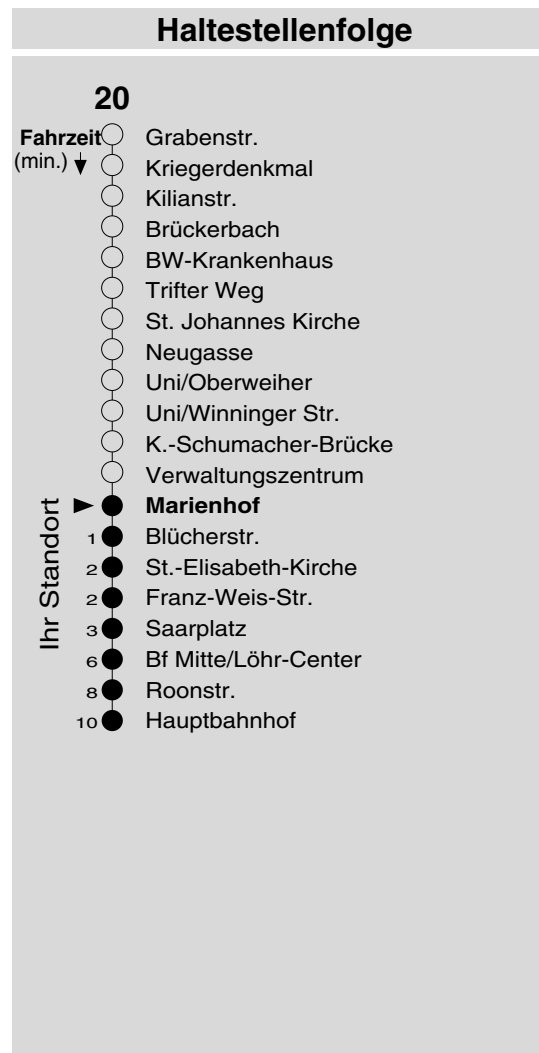 Haltestellenfolge
20
Fahrzeit Grabenstr.
(min.) Kriegerdenkmal
Kilianstr.
Brückerbach
BW-Krankenhaus
Trifter Weg
St. Johannes Kirche
Neugasse
Uni/Oberweiher
Uni/Winninger Str.
K.-Schumacher-Brücke
Verwaltungszentrum
Ihr Standort
Marienhof
1 Blücherstr.
2 St.-Elisabeth-Kirche
2 Franz-Weis-Str.
3 Saarplatz
6 Bf Mitte/Löhr-Center
8 Roonstr.
10 Hauptbahnhof